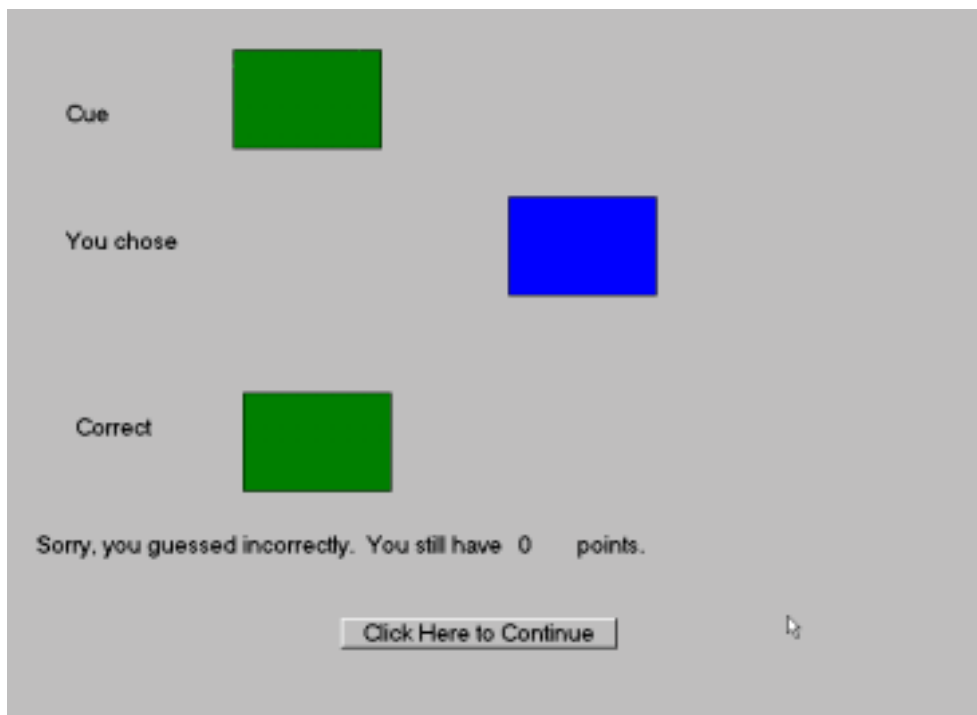 Cue
You chose
Correct
Sorry, you guessed incorrectly. You still have 0 points.
Click Here to Continue